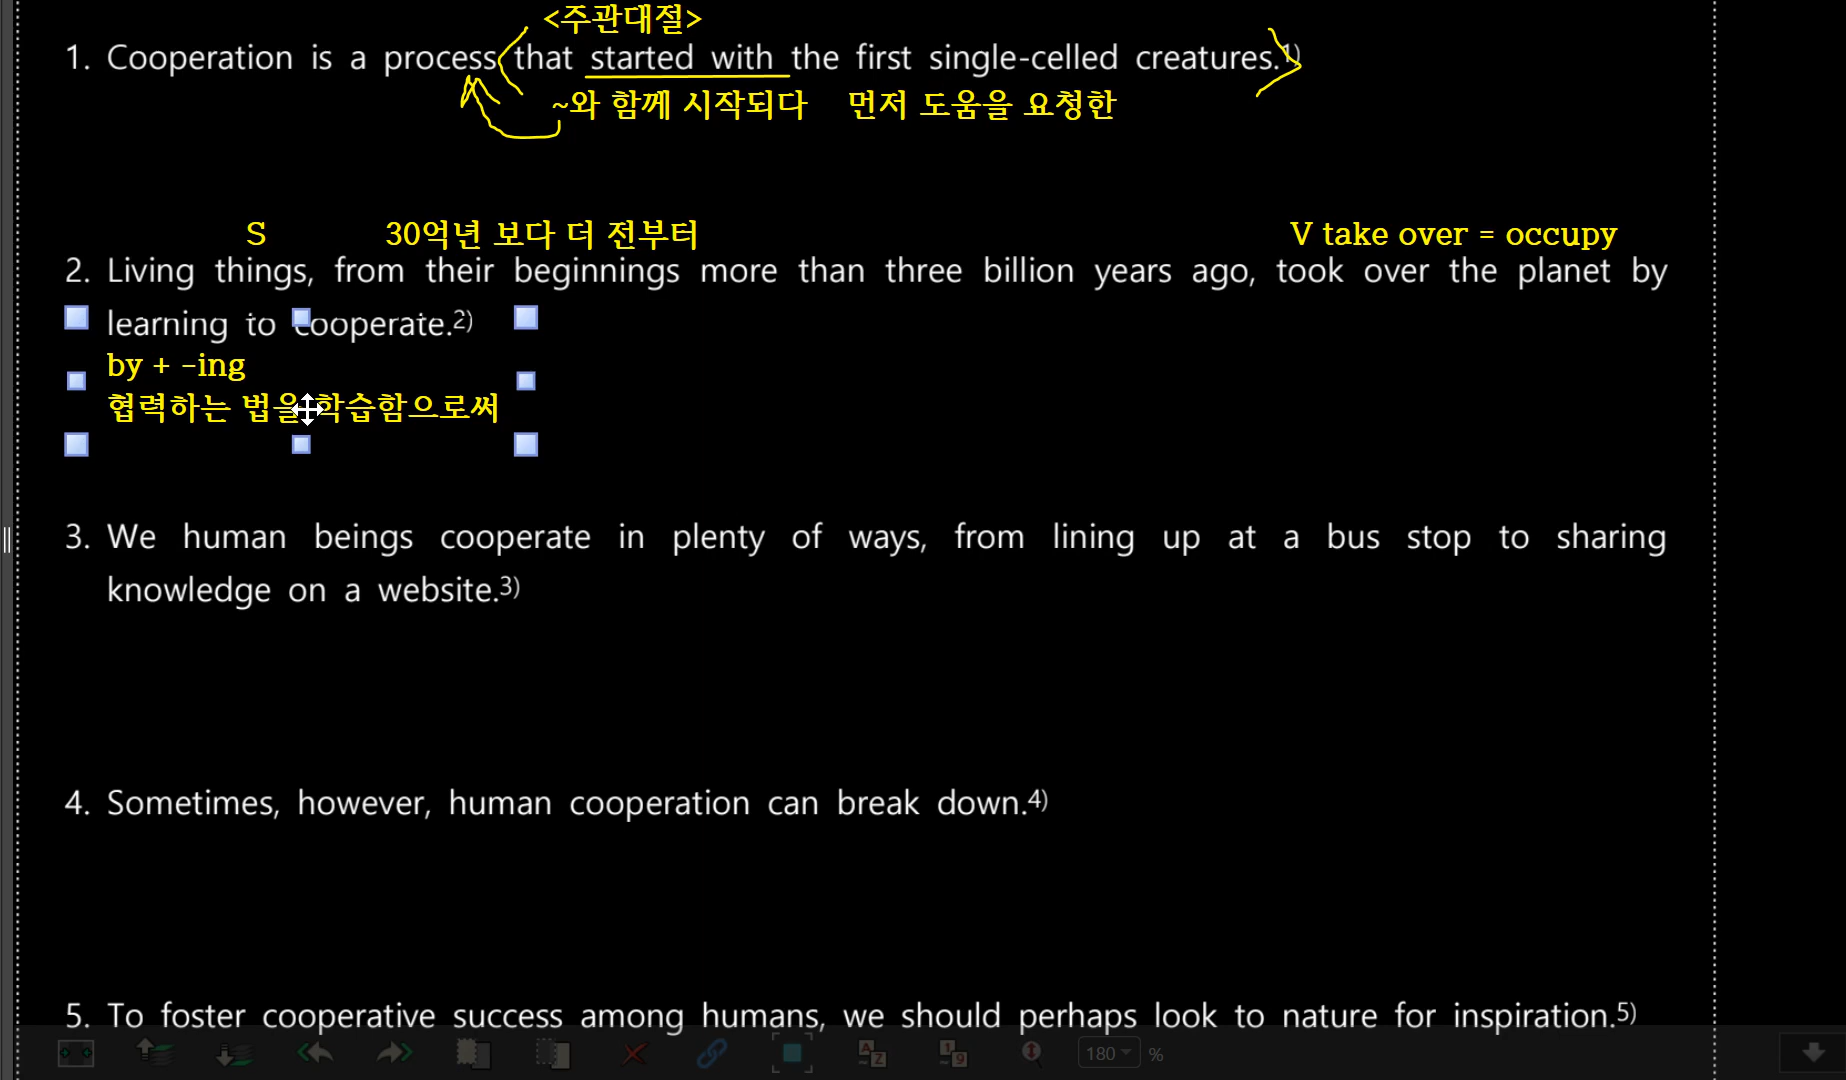 <주관대절>
1. Cooperation is a process that started with the first single-celled creatures.1)
~와 함께 시작되다 먼저 도움을 요청한
S 30억년 보다 더 전부터 V take over = occupy
2. Living things, from their beginnings more than three billion years ago, took over the planet by
learning to cooperate.2)
by + -ing
협력하는 법을 학습함으로써
3. We human beings cooperate in plenty of ways, from lining up at a bus stop to sharing
knowledge on a website.3)
4. Sometimes, however, human cooperation can break down.4)
5. To foster cooperative success among humans, we should perhaps look to nature for inspiration.5)
180 %